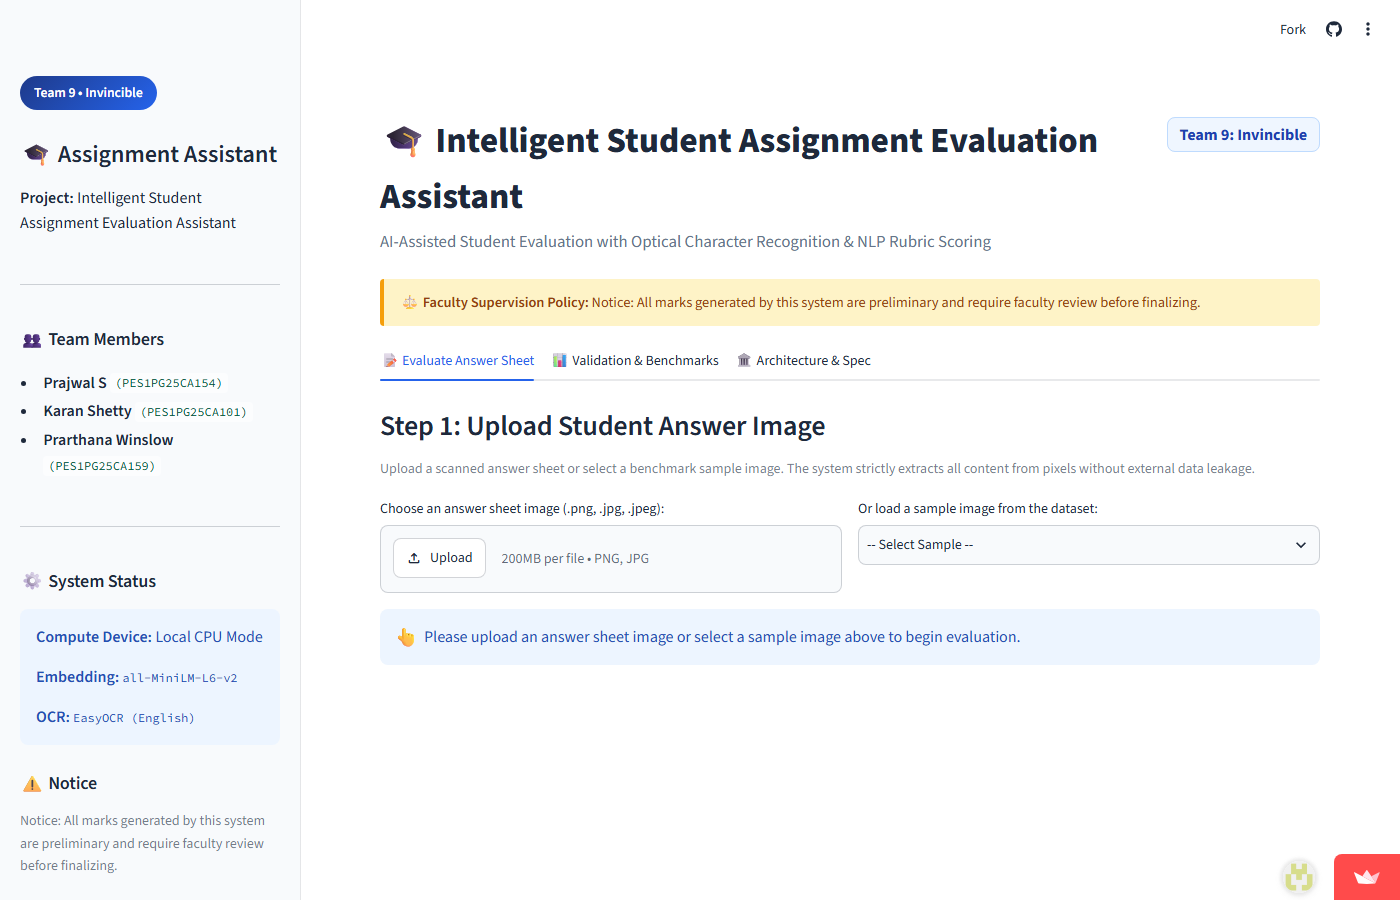 Fork
Team 9 • Invincible
Assignment Assistant
Project: Intelligent Student
Assignment Evaluation Assistant
Team Members
Prajwal S (PES1PG25CA154)
Karan Shetty (PES1PG25CA101)
Prarthana Winslow
(PES1PG25CA159)
System Status
Compute Device: Local CPU Mode
Embedding: all-MiniLM-L6-v2
OCR: EasyOCR (English)
Notice
Notice: All marks generated by this system
are preliminary and require faculty review
before finalizing.
Intelligent Student Assignment Evaluation
Assistant
Team 9: Invincible
AI-Assisted Student Evaluation with Optical Character Recognition & NLP Rubric Scoring
Faculty Supervision Policy: Notice: All marks generated by this system are preliminary and require faculty review before finalizing.
Evaluate Answer Sheet Validation & Benchmarks Architecture & Spec
Step 1: Upload Student Answer Image
Upload a scanned answer sheet or select a benchmark sample image. The system strictly extracts all content from pixels without external data leakage.
Choose an answer sheet image (.png, .jpg, .jpeg):
Upload 200MB per file • PNG, JPG
Or load a sample image from the dataset:
-- Select Sample --
Please upload an answer sheet image or select a sample image above to begin evaluation.